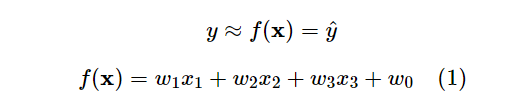 y ≈ f(x) = ŷ
f(x) = w₁x₁ + w₂x₂ + w₃x₃ + w₀ (1)